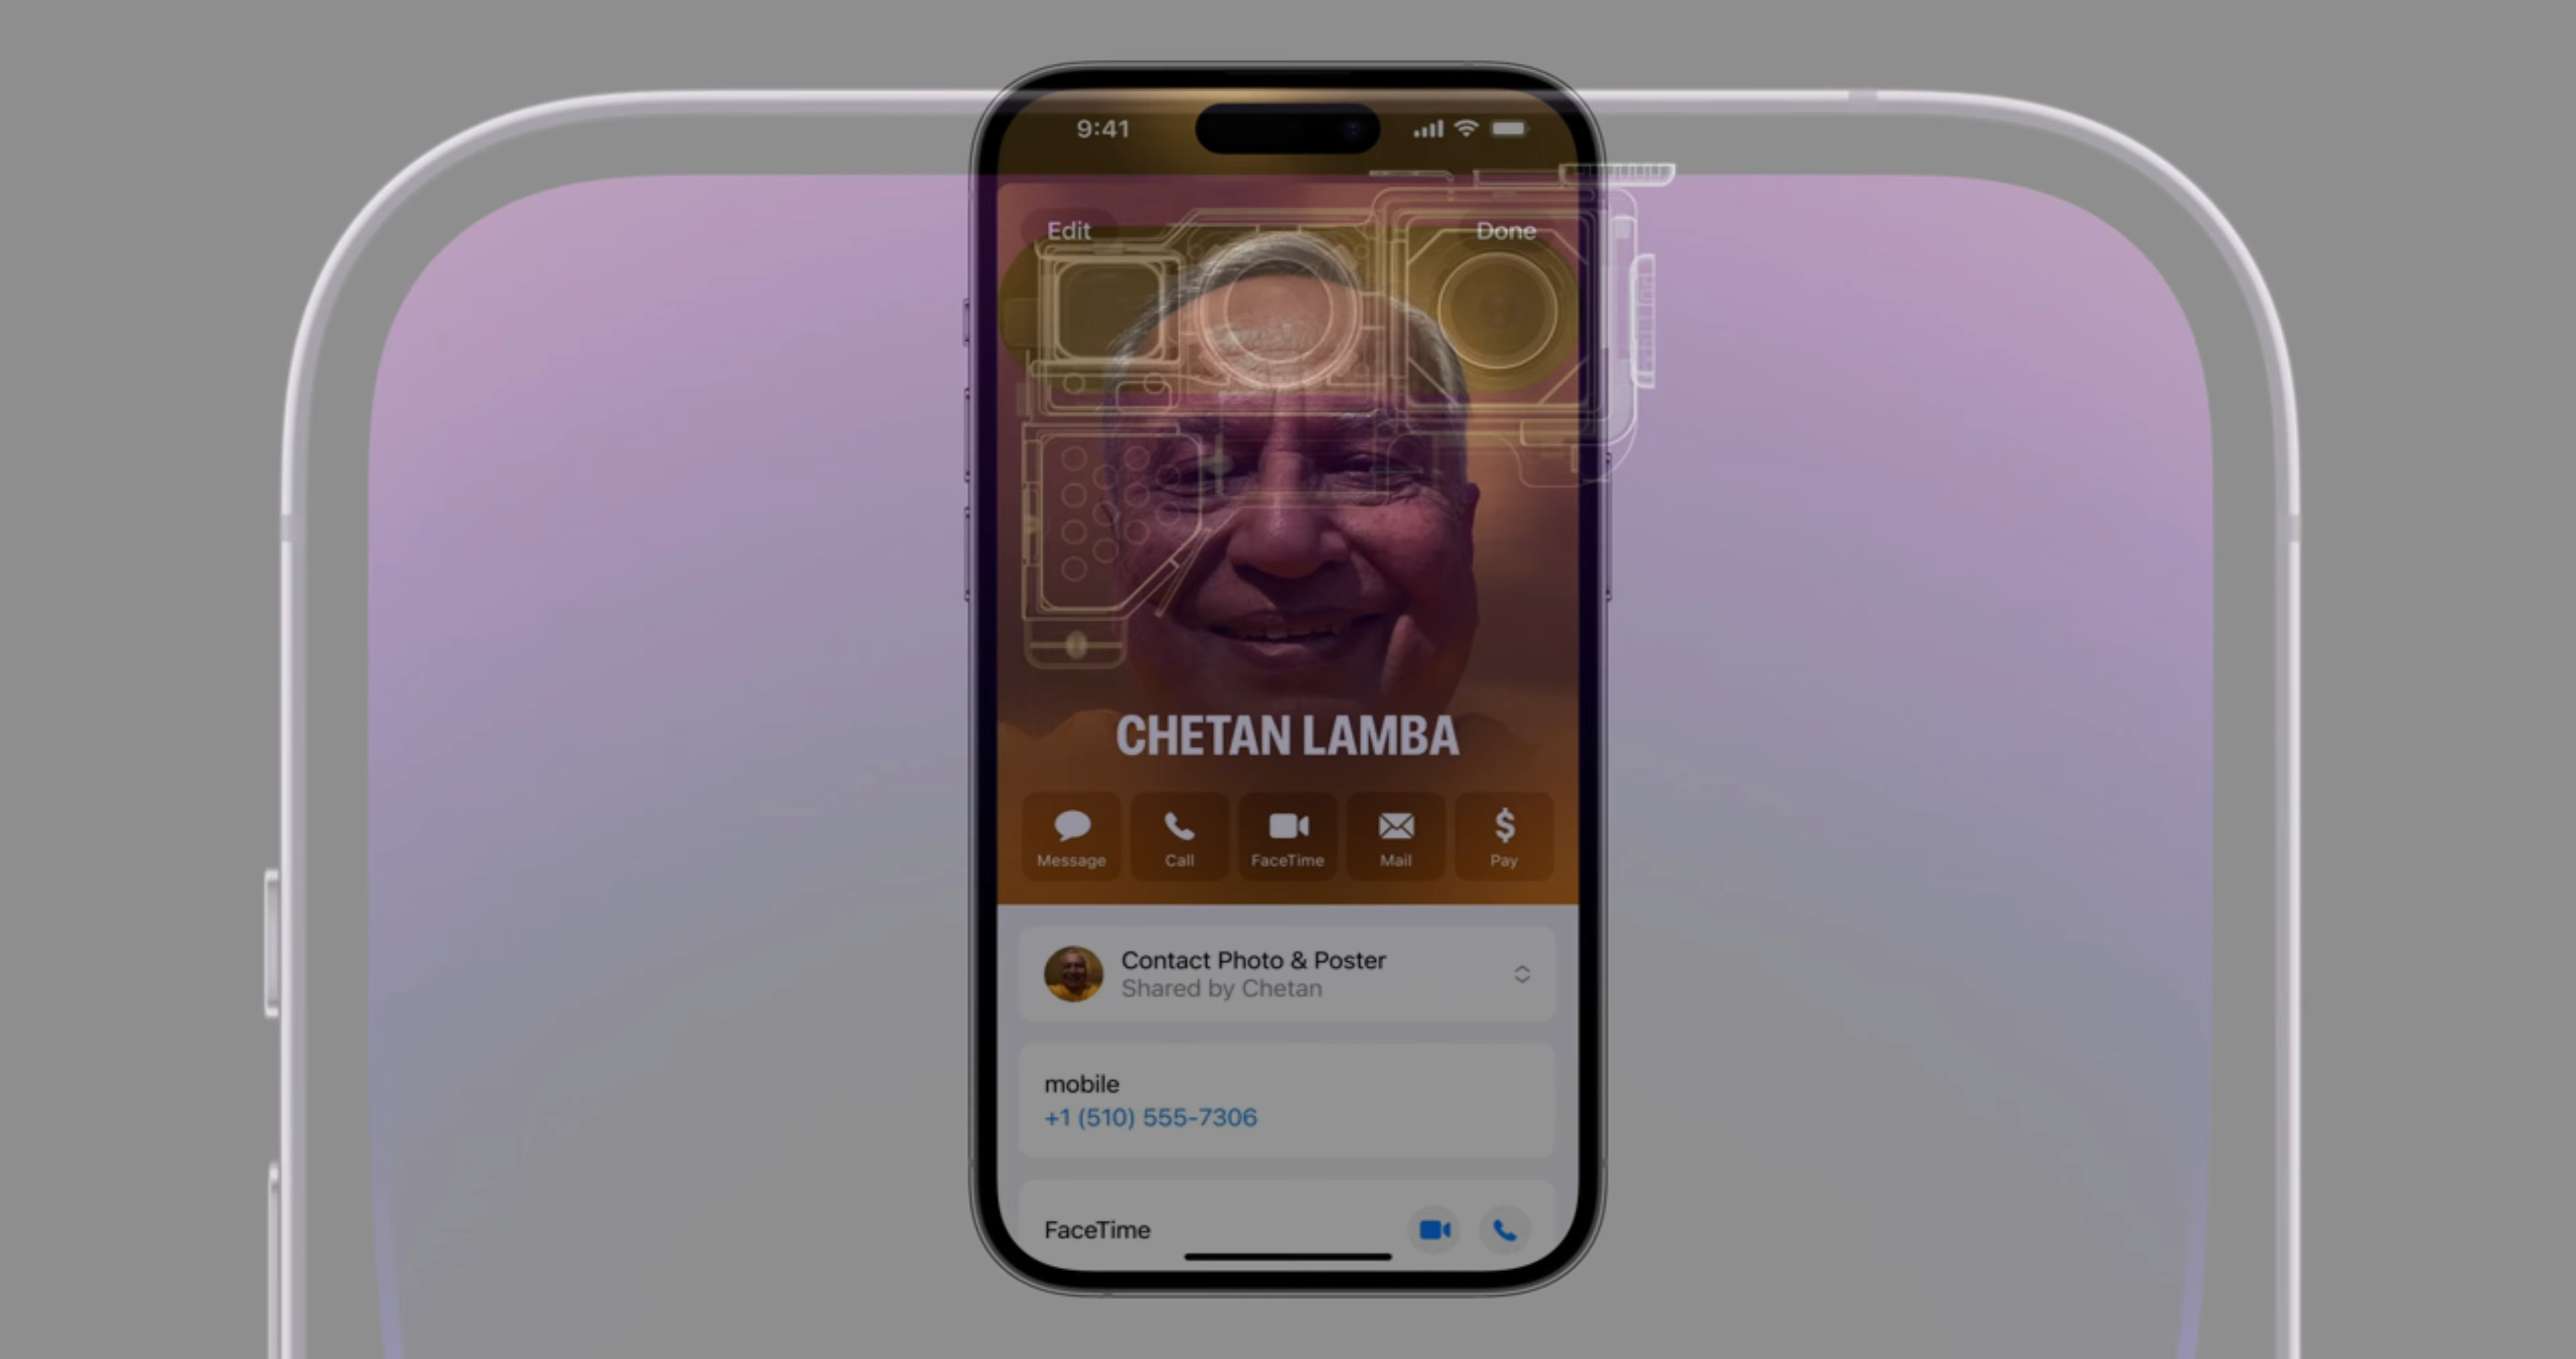 9:41
Edit Done
CHETAN LAMBA
Message Call FaceTime Mail Pay
Contact Photo & Poster
Shared by Chetan
mobile
+1 (510) 555-7306
FaceTime